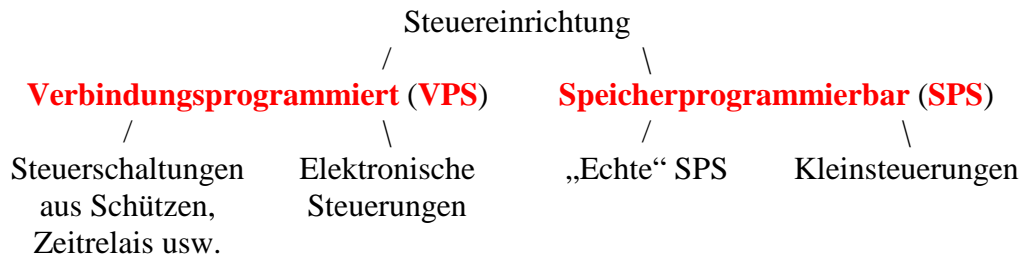 Steuereinrichtung
Verbindungsprogrammiert (VPS) Speicherprogrammierbar (SPS)
Steuerschaltungen Elektronische „Echte“ SPS Kleinsteuerungen
aus Schützen, Steuerungen
Zeitrelais usw.